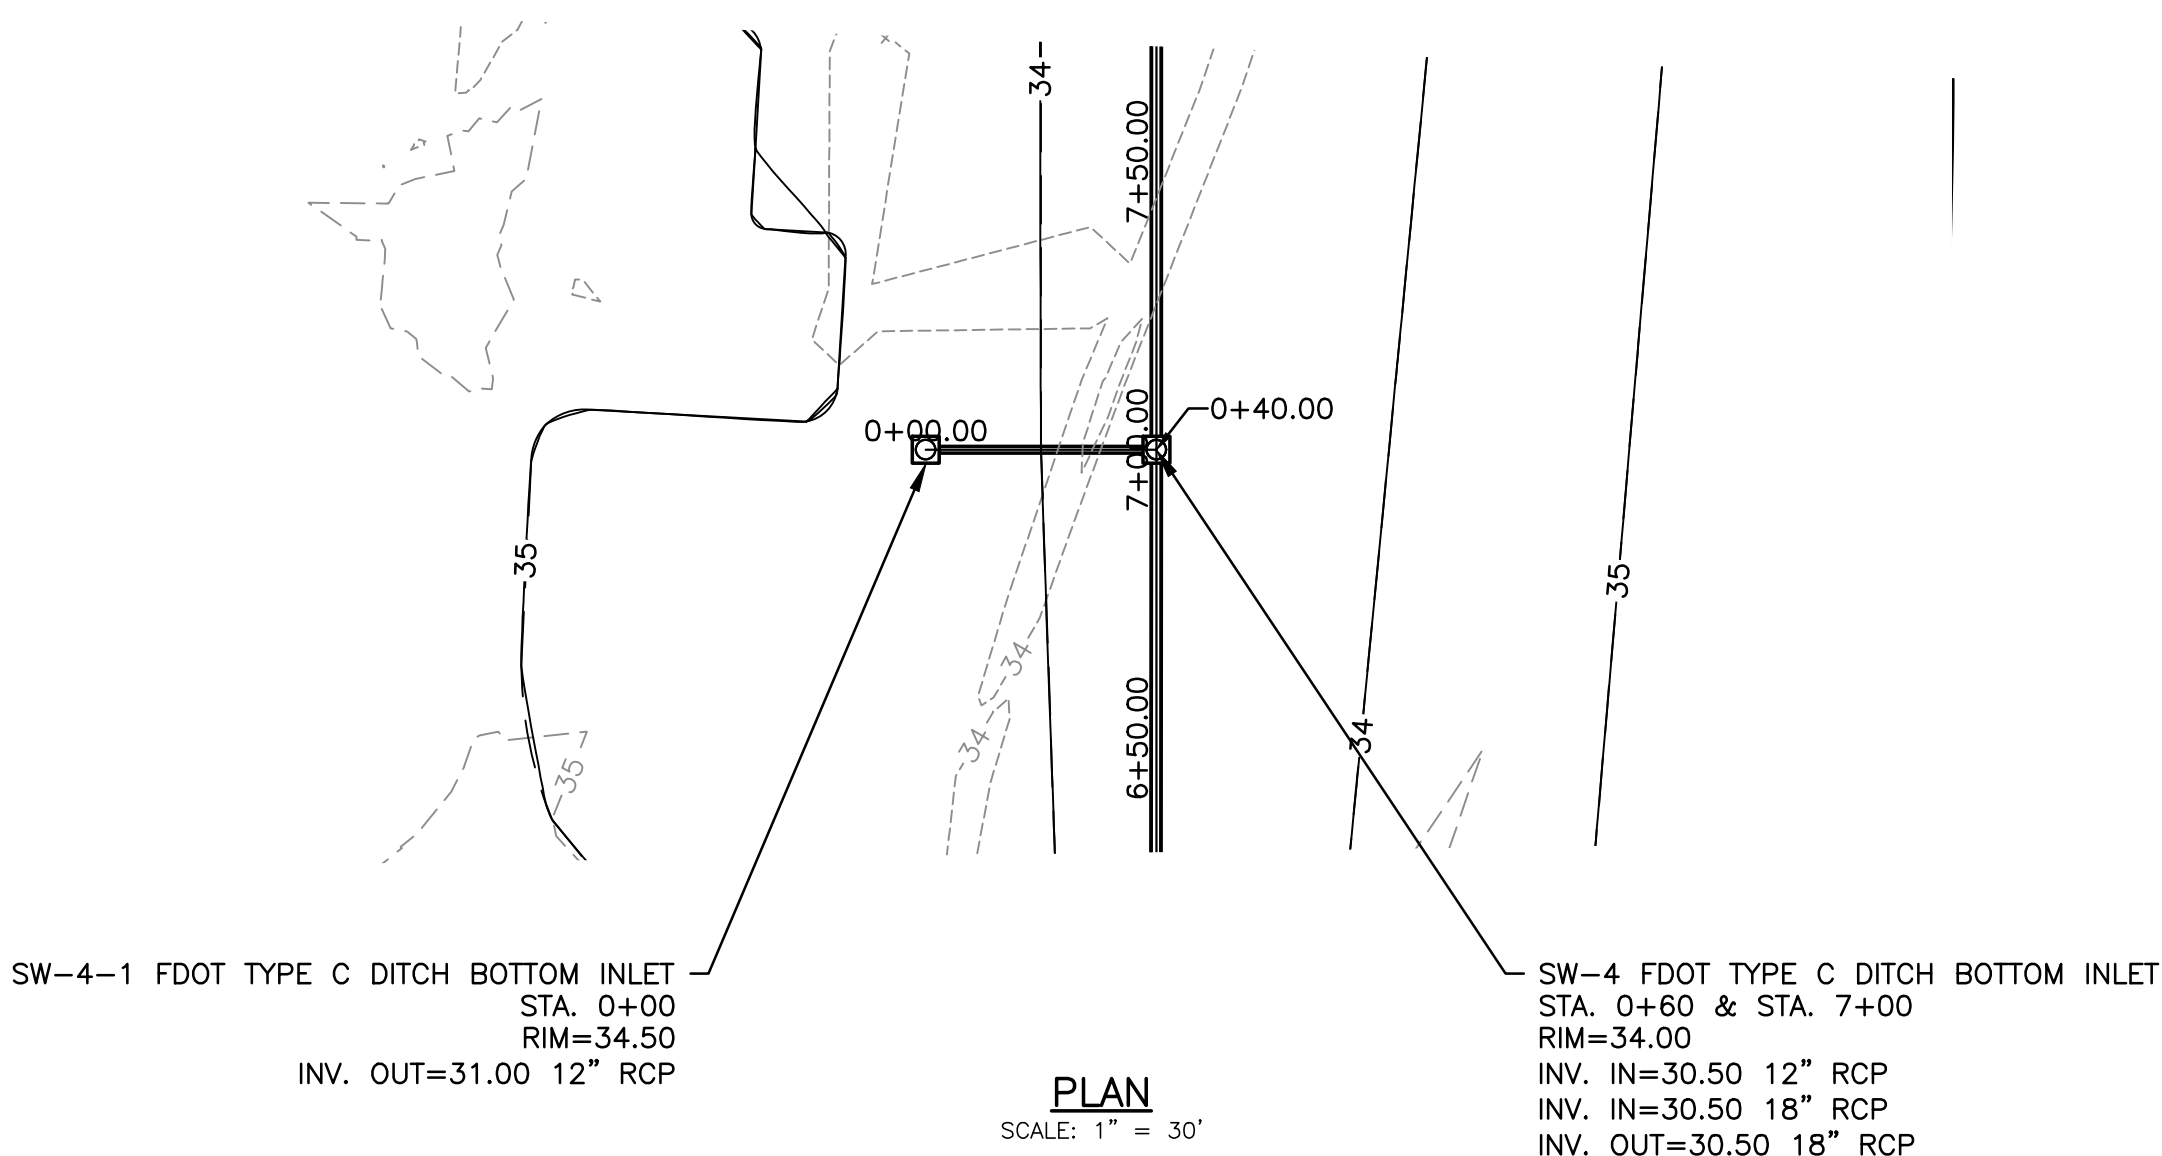 34
7+50.00
0+40.00
0+00.00
7+00.00
35
35
34
34
6+50.00
34
35
SW-4-1 FDOT TYPE C DITCH BOTTOM INLET
STA. 0+00
RIM=34.50
INV. OUT=31.00 12” RCP
SW-4 FDOT TYPE C DITCH BOTTOM INLET
STA. 0+60 & STA. 7+00
RIM=34.00
INV. IN=30.50 12” RCP
INV. IN=30.50 18” RCP
INV. OUT=30.50 18” RCP
PLAN
SCALE: 1” = 30'